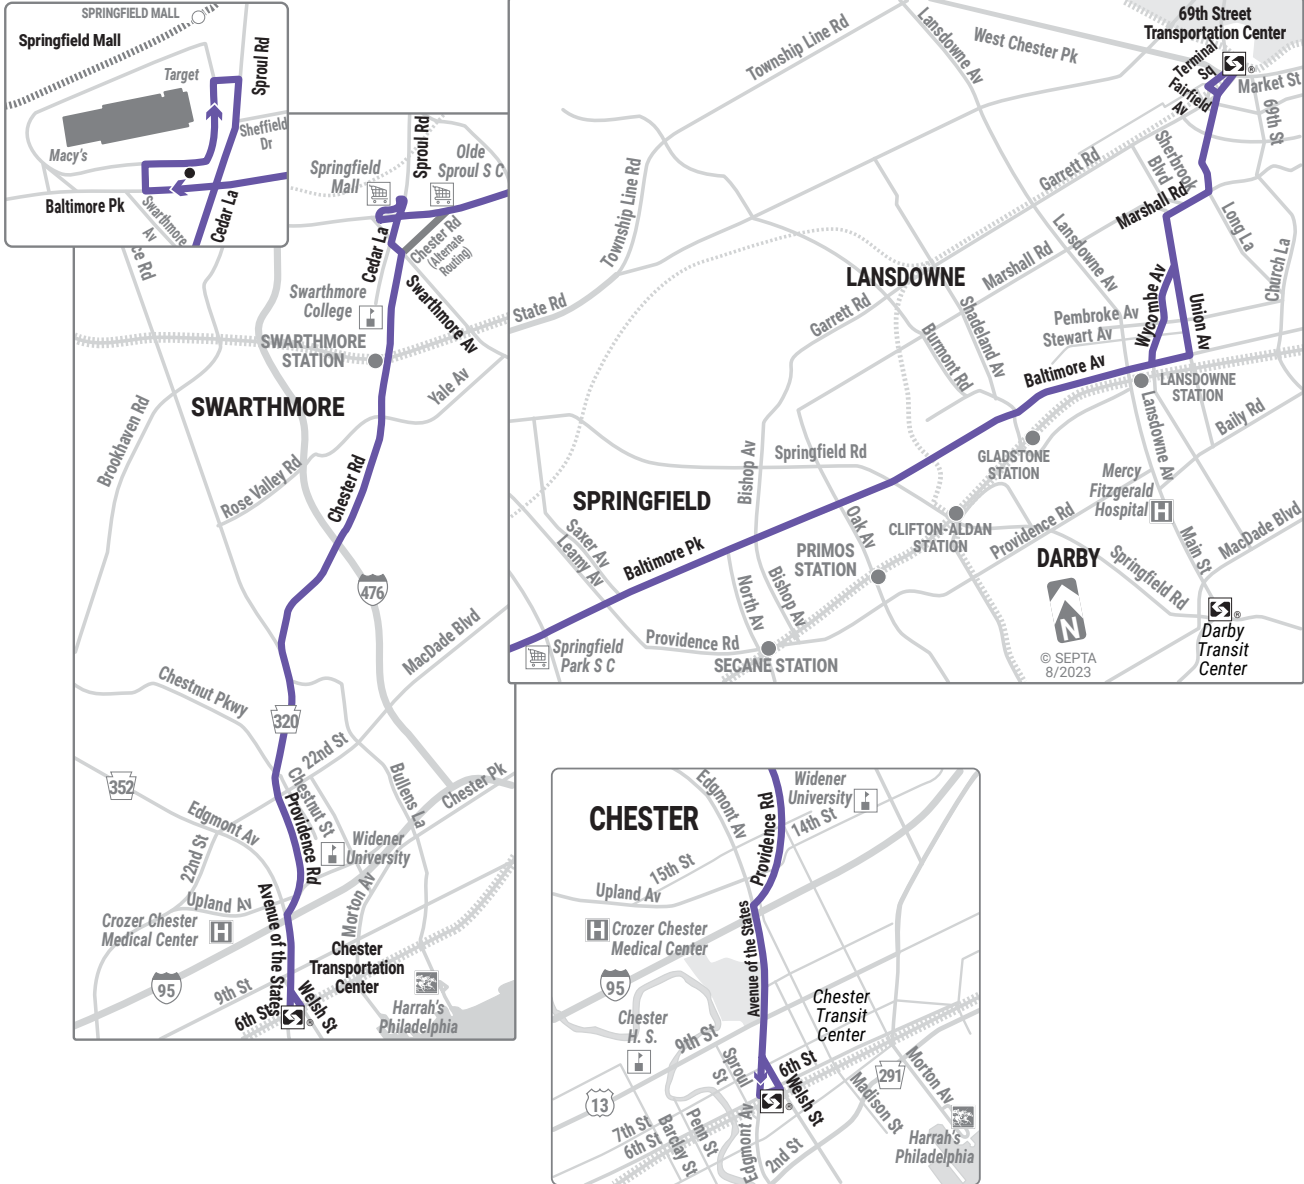 SPRINGFIELD MALL
Springfield Mall
Target
Sproul Rd
Macy's
Sheffield
Dr
Baltimore Pk
Swarthmore
Av
Cedar La
ce Rd
Springfield
Mall
Sproul Rd
Olde
Sproul S C
Cedar La
Chester Rd
(Alternate
Routing)
Swarthmore
College
Swarthmore Av
SWARTHMORE
STATION
Yale Av
SWARTHMORE
Brookhaven Rd
Rose Valley Rd
Chester Rd
476
MacDade Blvd
Chestnut Pkwy
320
22nd St
352
Chestnut St
Bullens La
Chester Pk
Edgmont Av
Providence Rd
22nd St
Widener
University
Upland Av
Avenue of the States
Morton Av
Crozer Chester
Medical Center
H
Chester
Transportation
Center
95
9th St
6th St
Welsh St
®
Harrah's
Philadelphia
69th Street
Transportation Center
Township Line Rd
Lansdowne Av
West Chester Pk
Terminal
Sq
®
Market St
Fairfield
Av
69th St
Sherbrook
Blvd
Garrett Rd
Township Line Rd
Marshall Rd
Long La
Church La
Lansdowne Av
Marshall Rd
LANSDOWNE
State Rd
Garrett Rd
Shadeland Av
Burmont Rd
Wycombe Av
Union Av
Pembroke Av
Stewart Av
Baltimore Av
LANSDOWNE
STATION
Lansdowne Av
Baily Rd
Bishop Av
Springfield Rd
GLADSTONE
STATION
Mercy
Fitzgerald
Hospital
H
SPRINGFIELD
Oak Av
CLIFTON-ALDAN
STATION
Providence Rd
Main St
MacDade Blvd
Saxer Av
Leamy Av
Baltimore Pk
PRIMOS
STATION
DARBY
Springfield Rd
North Av
Bishop Av
N
®
Darby
Transit
Center
Springfield
Park S C
Providence Rd
SECANE STATION
© SEPTA
8/2023
CHESTER
Edgmont Av
Providence Rd
Widener
University
14th St
15th St
Upland Av
H
Crozer Chester
Medical Center
Avenue of the States
95
Chester
H. S.
Chester
Transit
Center
9th St
Sproul
St
6th St
Welsh St
291
Morton Av
Madison St
13
®
7th St
6th St
Barclay St
Penn St
Edgmont Av
2nd St
Harrah's
Philadelphia